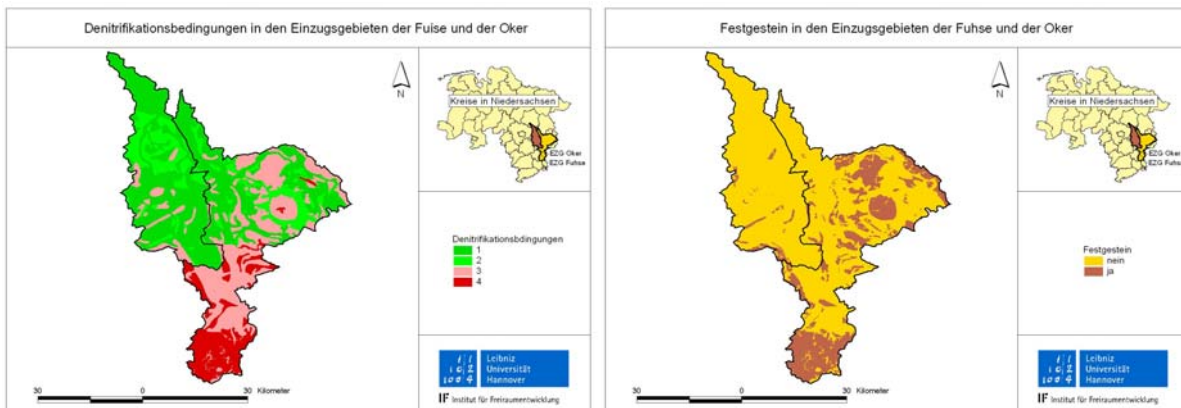 Denitrifikationsbedingungen in den Einzugsgebieten der Fuise und der Oker
N
Kreise in Niedersachsen
EZG Oker
EZG Fuhse
Denitrifikationsbdingungen
1
2
3
4
30
0
30
Kilometer
Leibniz
Universität
Hannover
IF Institut für Freiraumentwicklung
Festgestein in den Einzugsgebieten der Fuhse und der Oker
N
Kreise in Niedersachsen
EZG Oker
EZG Fuhse
Festgestein
nein
ja
30
0
30
Kilometer
Leibniz
Universität
Hannover
IF Institut für Freiraumentwicklung